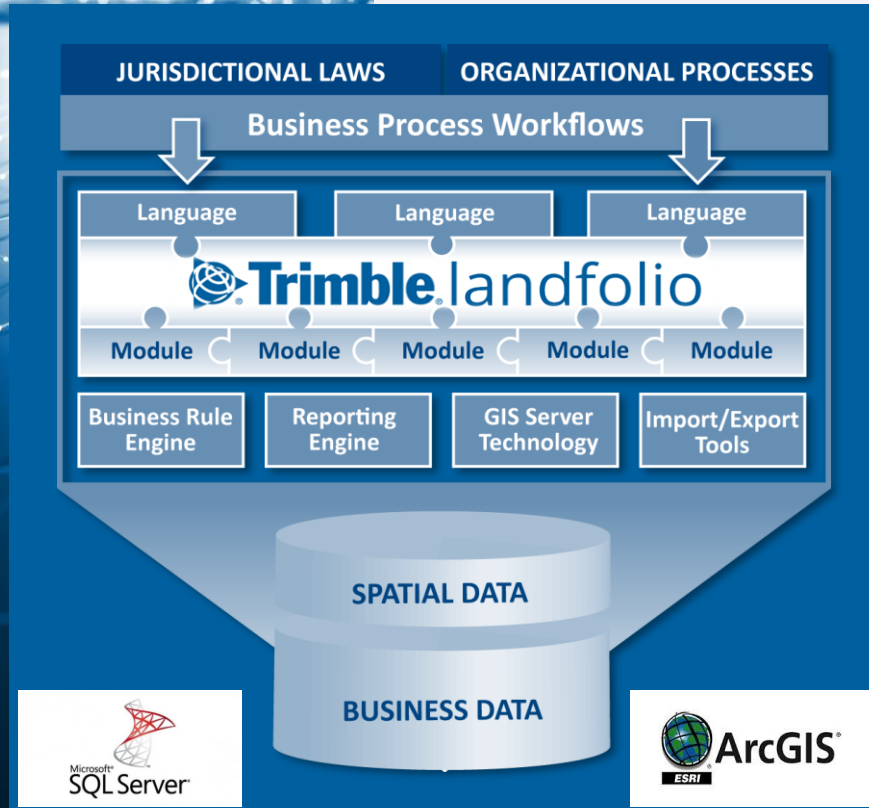 JURISDICTIONAL LAWS
ORGANIZATIONAL PROCESSES
Business Process Workflows
Language
Language
Language
Trimble. landfolio
Module
Module
Module
Module
Module
Business Rule
Engine
Reporting
Engine
GIS Server
Technology
Import/Export
Tools
SPATIAL DATA
BUSINESS DATA
Microsoft®
SQL Server®
ArcGIS®
ESRI